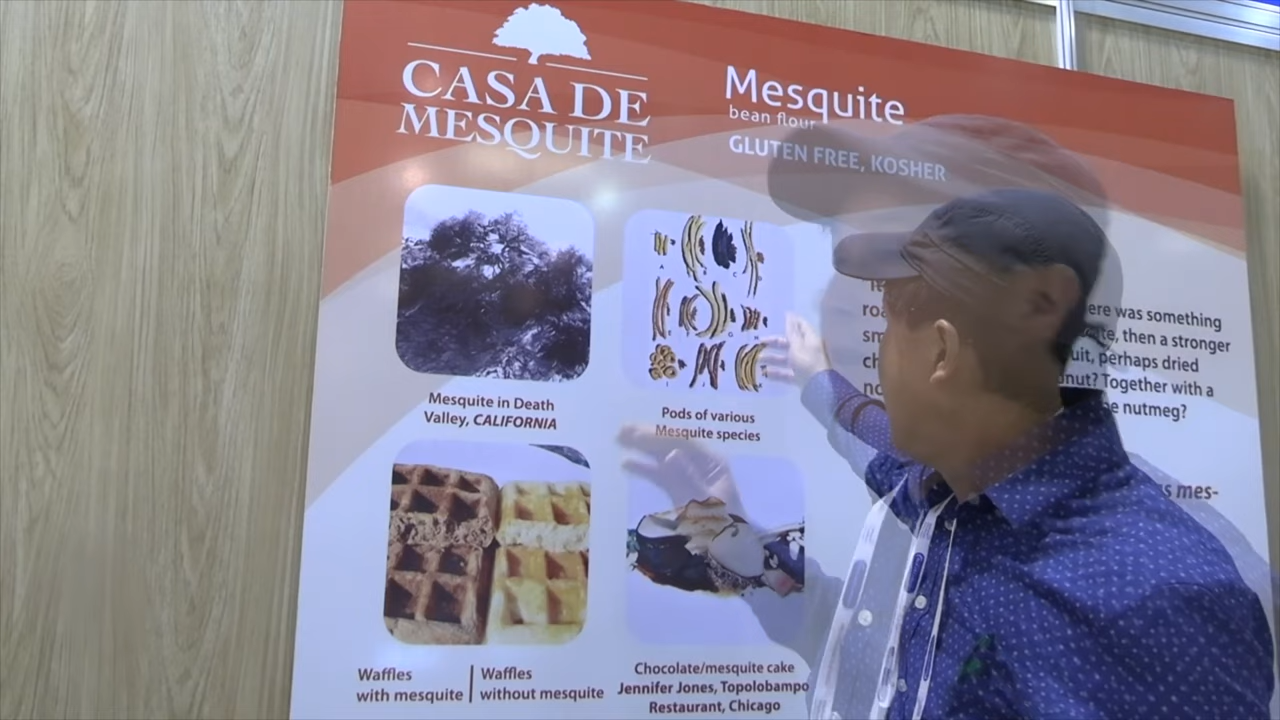 CASA DE
MESQUITE
Mesquite
bean flour
GLUTEN FREE, KOSHER
ere was something
then a stronger
perhaps dried
Together with a
nutmeg?
mes-
Mesquite in Death
Valley, CALIFORNIA
Pods of various
Mesquite species
Waffles
with mesquite
Waffles
without mesquite
Chocolate/mesquite cake
Jennifer Jones, Topolobampo
Restaurant, Chicago